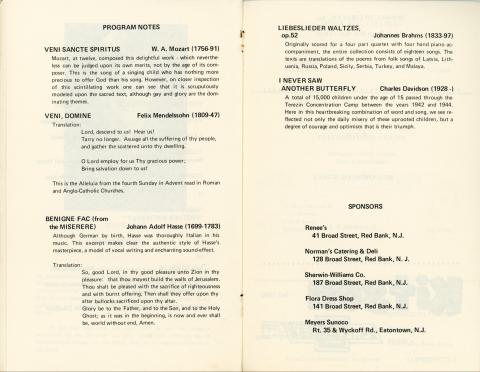 PROGRAM NOTES
VENI SANCTE SPIRITUS W. A. Mozart (1756-91)
Mozart, at twelve, composed this delightful work - which neverthe-
less can be judged upon its own merits, not by the age of its com-
poser. This is the song of a singing child who has nothing more
precious to offer God than his song. However, on closer inspection
of this scintillating work one can see that it is scrupulously
modeled upon the sacred text, although gay and glory are the dom-
inating themes.
VENI, DOMINE Felix Mendelssohn (1809-47)
Translation:
Lord, descend to us! Hear us!
Tarry no longer. Assuage all the suffering of thy people,
and gather the scattered unto thy dwelling.
O Lord employ for us Thy gracious power;
Bring salvation down to us!
This is the Alleluia from the fourth Sunday in Advent read in Roman
and Anglo-Catholic Churches.
BENIGNE FAC (from
the MISERERE) Johann Adolf Hasse (1699-1783)
Although German by birth, Hasse was thoroughly Italian in his
music. This excerpt makes clear the authentic style of Hasse's
masterpiece, a model of vocal writing and enchanting sound-effect.
Translation:
So, good Lord, in thy good pleasure unto Zion in thy
pleasure: that thou mayest build the walls of Jerusalem.
Thou shalt be pleased with the sacrifice of righteousness
and with burnt offering; Then shall they offer upon thy
altar bullocks sacrificed upon thy altar.
Glory be to the Father, and to the Son, and to the Holy
Ghost; as it was in the beginning, is now and ever shall
be, world without end, Amen.
LIEBESLIEDER WALTZES,
op.52 Johannes Brahms (1833-97)
Originally scored for a four part quartet with four hand piano ac-
companiment, the entire collection consists of eighteen songs. The
texts are translations of the poems from folk songs of Latvia, Lith-
uania, Russia, Poland, Sicily, Serbia, Turkey, and Malaya.
I NEVER SAW
ANOTHER BUTTERFLY Charles Davidson (1928 -)
A total of 15,000 children under the age of 15 passed through the
Terezin Concentration Camp between the years 1942 and 1944.
Here in this heartbreaking combination of word and song, we see re-
flected not only the daily misery of these uprooted children, but a
degree of courage and optimism that is their triumph.
SPONSORS
Renee's
41 Broad Street, Red Bank, N.J.
Norman's Catering & Deli
128 Broad Street, Red Bank, N. J.
Sherwin-Williams Co.
187 Broad Street, Red Bank, N.J.
Flora Dress Shop
141 Broad Street, Red Bank, N.J.
Meyers Sunoco
Rt. 35 & Wyckoff Rd., Eatontown, N.J.